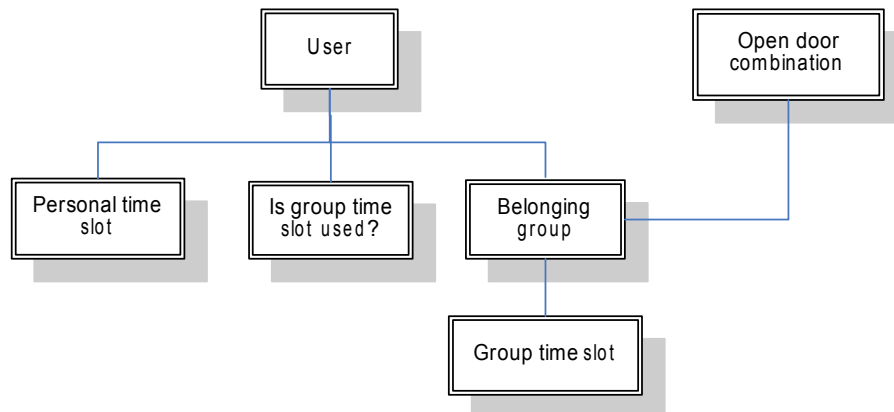 User
Open door
combination
Personal time
slot
Is group time
slot used?
Belonging
group
Group time slot